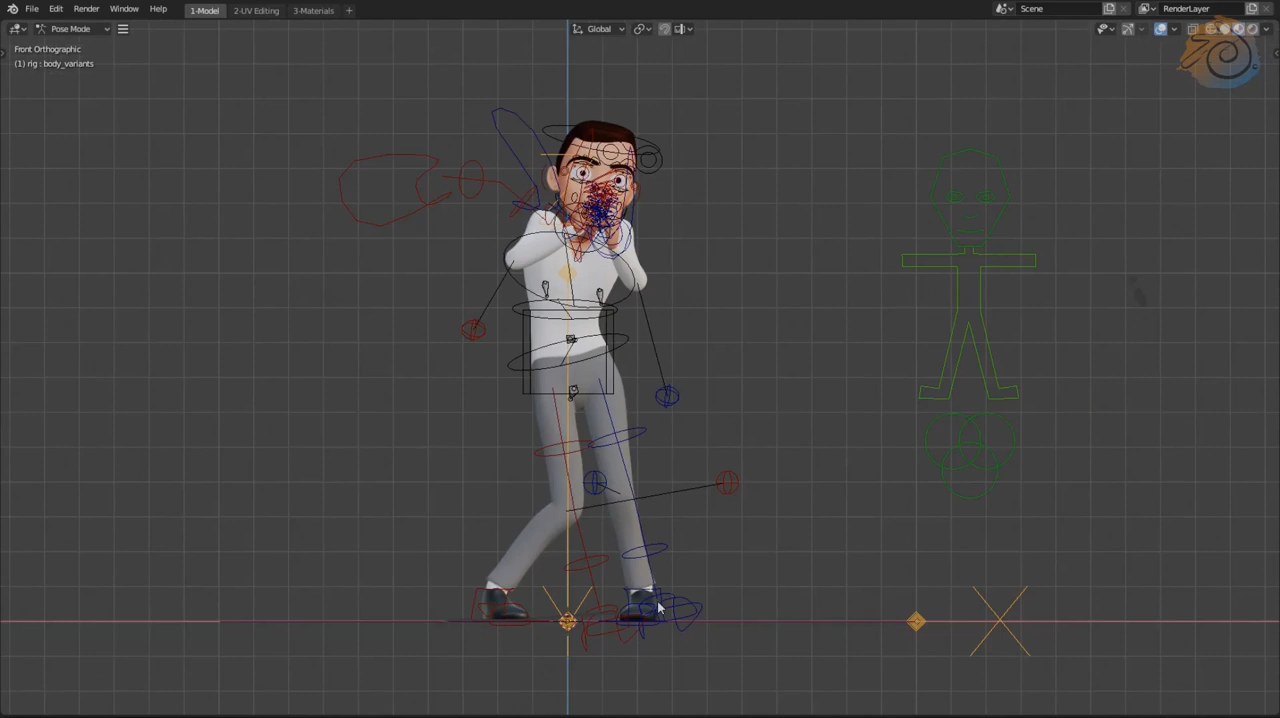 File Edit Render Window Help 1-Model 2-UV Editing 3-Materials + Scene RenderLayer
Pose Mode Global
Front Orthographic
(1) rig : body_variants